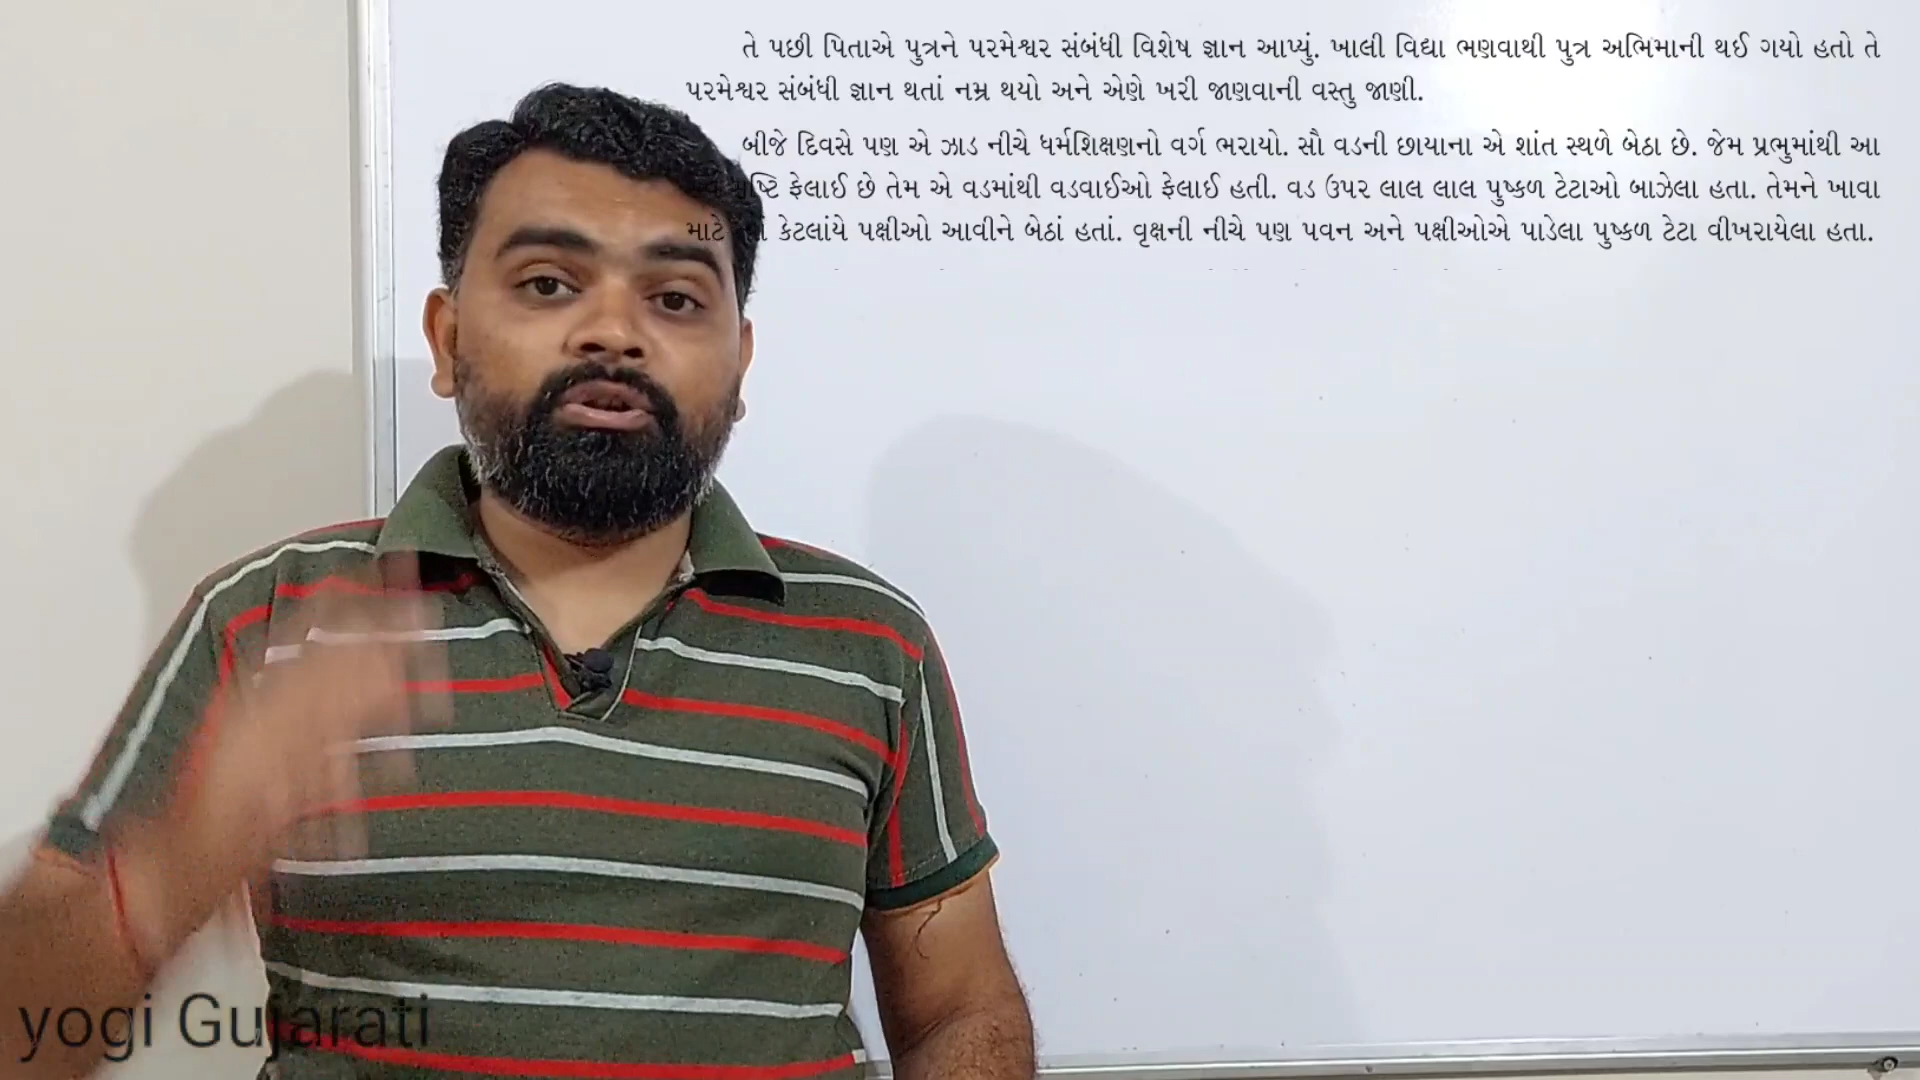 તે પછી પિતાએ પુત્રને પરમેશ્વર સંબંધી વિશેષ જ્ઞાન આપ્યું. ખાલી વિદ્યા ભણવાથી પુત્ર અભિમાની થઈ ગયો હતો તે
પરમેશ્વર સંબંધી જ્ઞાન થતાં નમ્ર થયો અને એણે ખરી જાણવાની વસ્તુ જાણી.
બીજે દિવસે પણ એ ઝાડ નીચે ધર્મશિક્ષણનો વર્ગ ભરાયો. સૌ વડની છાયાના એ શાંત સ્થળે બેઠા છે. જેમ પ્રભુમાંથી આ
સૃષ્ટિ ફેલાઈ છે તેમ એ વડમાંથી વડવાઈઓ ફેલાઈ હતી. વડ ઉપર લાલ લાલ પુષ્કળ ટેટાઓ બાઝેલા હતા. તેમને ખાવા
માટે કેટલાંયે પક્ષીઓ આવીને બેઠાં હતાં. વૃક્ષની નીચે પણ પવન અને પક્ષીઓએ પાડેલા પુષ્કળ ટેટા વીખરાયેલા હતા.
yogi Gujarati